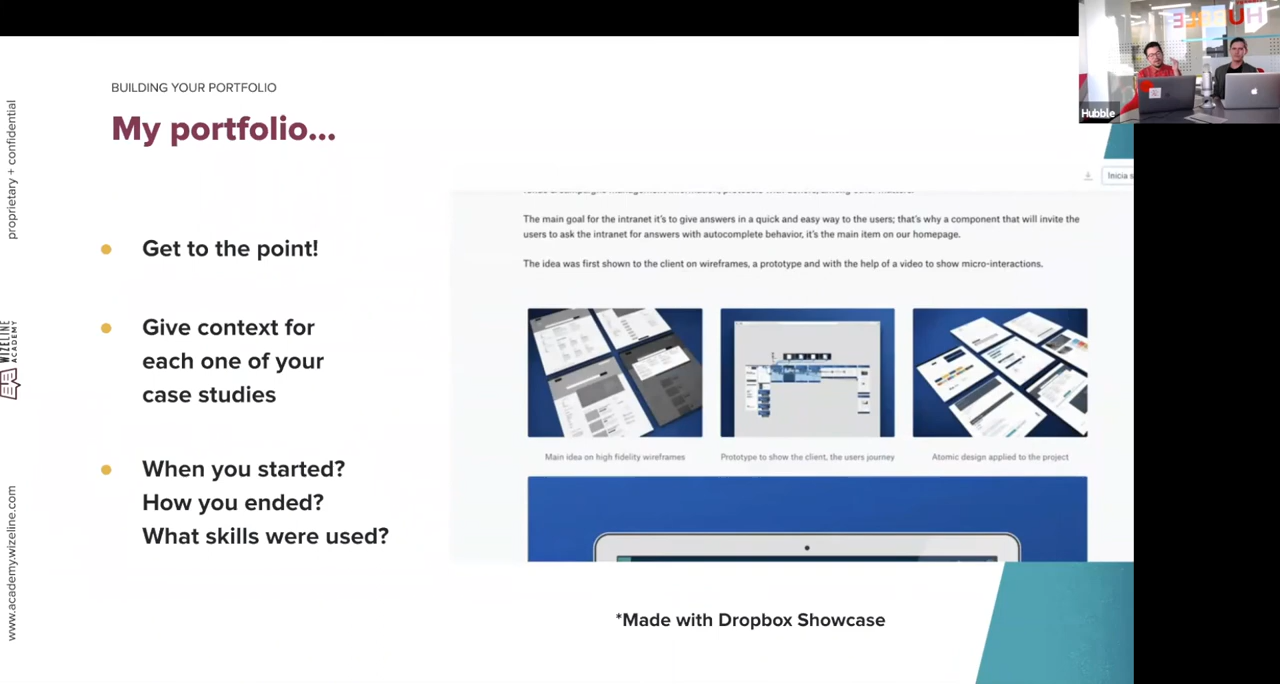 BUILDING YOUR PORTFOLIO
My portfolio...
proprietary + confidential
WIZELINE
ACADEMY
www.academy.wizeline.com
Get to the point!
Give context for
each one of your
case studies
When you started?
How you ended?
What skills were used?
Inicia s
The main goal for the intranet it's to give answers in a quick and easy way to the users; that's why a component that will invite the
users to ask the intranet for answers with autocomplete behavior, it's the main item on our homepage.
The idea was first shown to the client on wireframes, a prototype and with the help of a video to show micro-interactions.
Main idea on high fidelity wireframes
Prototype to show the client, the users journey
Atomic design applied to the project
*Made with Dropbox Showcase
HUBBLE
Hubble